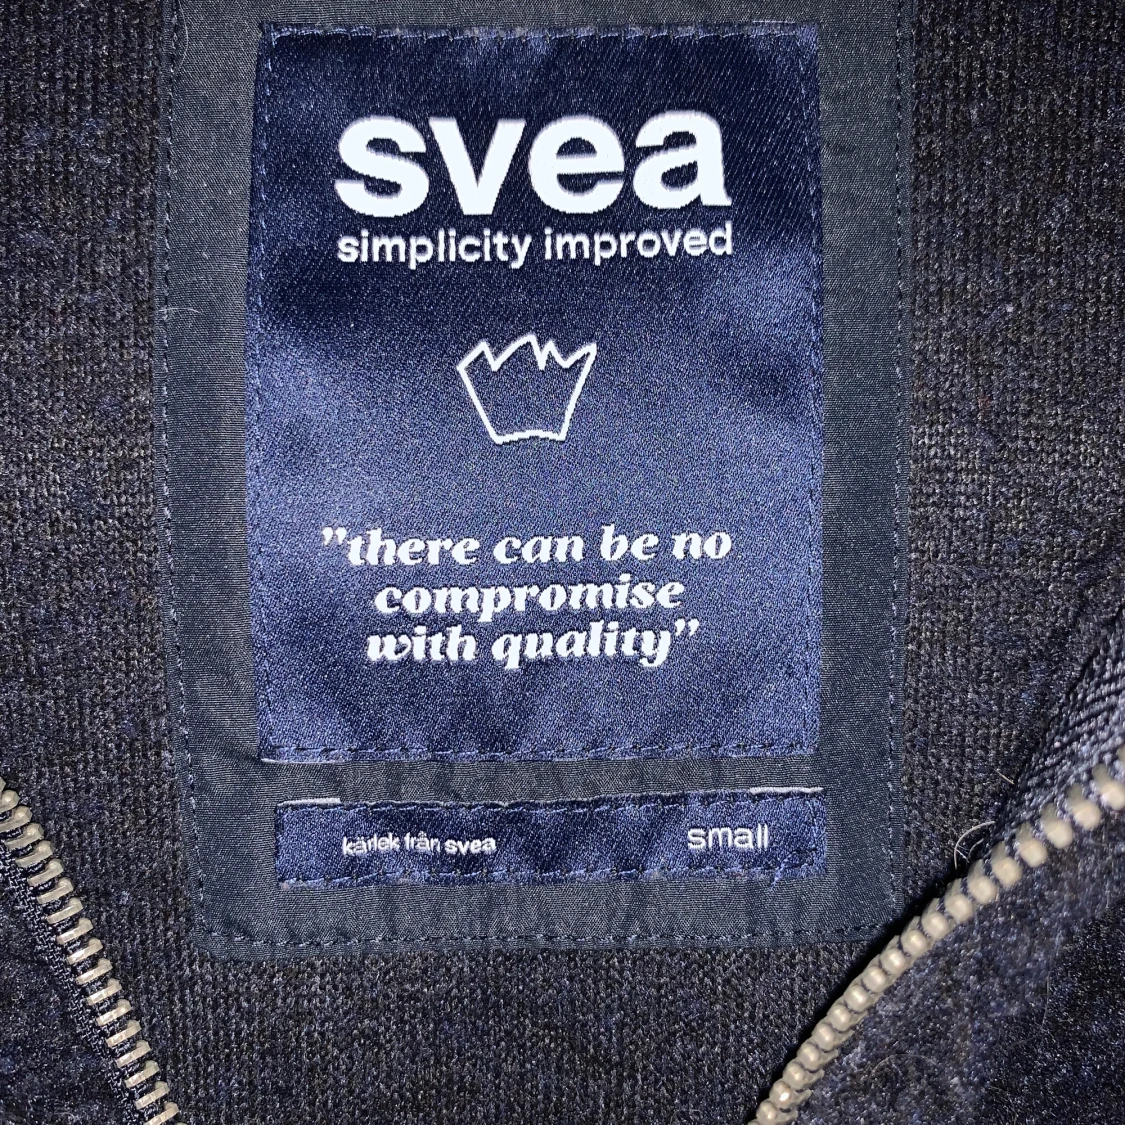 svea
simplicity improved
"there can be no
compromise
with quality"
kärlek från svea
small